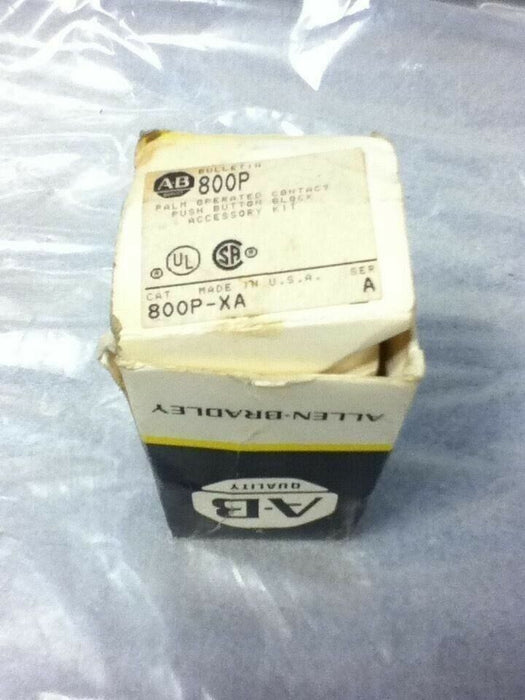 AB BULLETIN
800P
PALM OPERATED CONTACT
PUSH BUTTON BLOCK
ACCESSORY KIT
® UL SA ®
CAT MADE IN U.S.A. SER
800P-XA A
ALLEN-BRADLEY
QUALITY
A-B